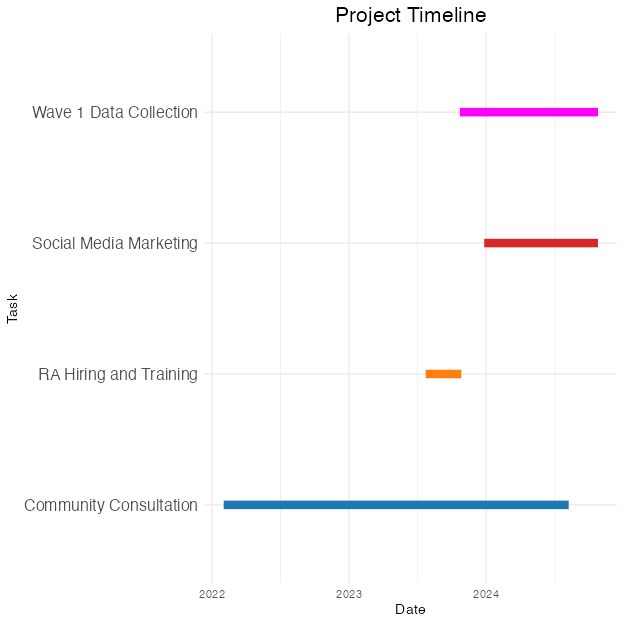 Project Timeline
Wave 1 Data Collection
Social Media Marketing
Task
RA Hiring and Training
Community Consultation
2022 2023 2024
Date